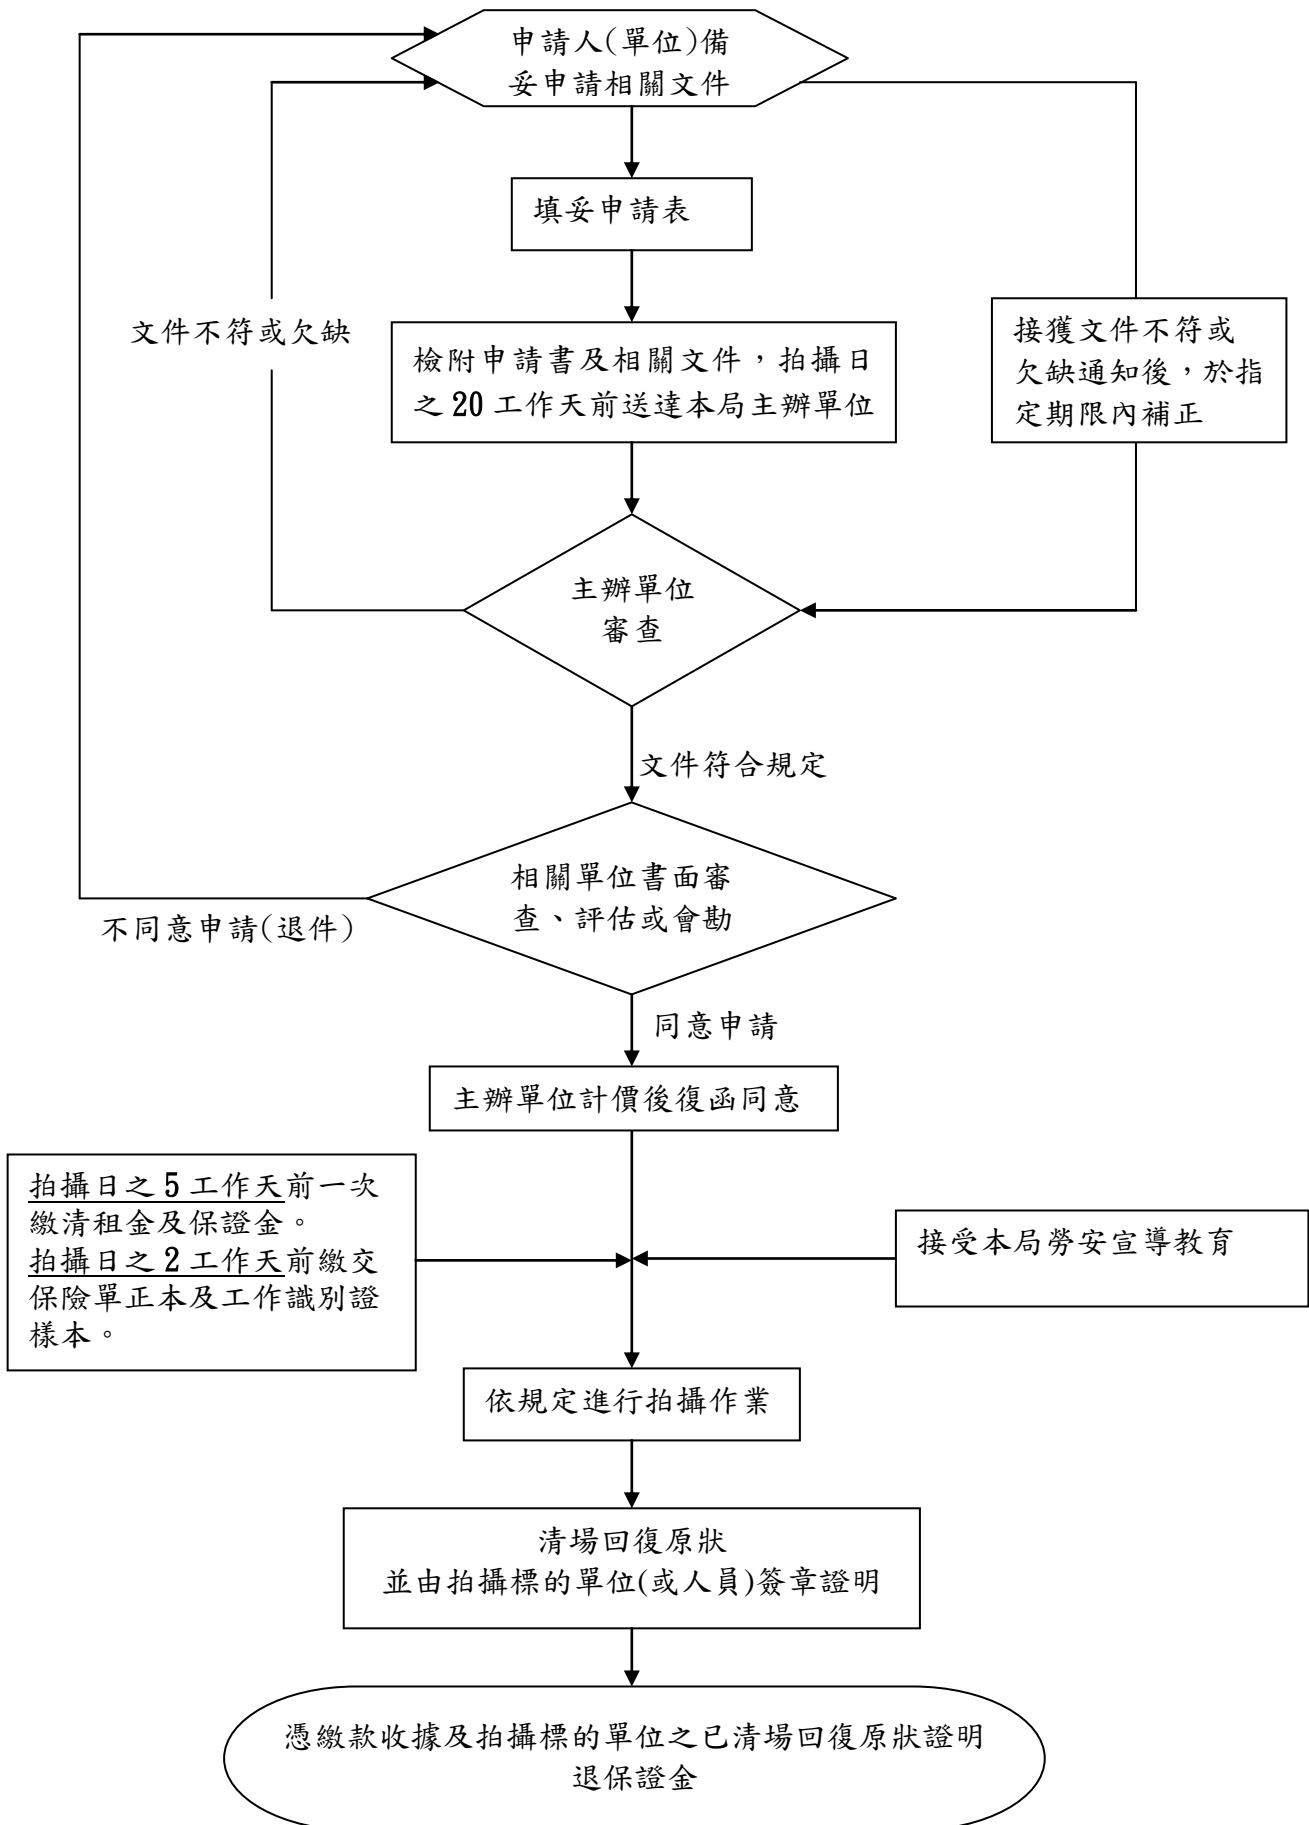 申請人(單位)備
妥申請相關文件
填妥申請表
文件不符或欠缺
檢附申請書及相關文件，拍攝日
之 20 工作天前送達本局主辦單位
接獲文件不符或
欠缺通知後，於指
定期限內補正
主辦單位
審查
文件符合規定
相關單位書面審
查、評估或會勘
不同意申請(退件)
同意申請
主辦單位計價後復函同意
拍攝日之 5 工作天前一次
繳清租金及保證金。
拍攝日之 2 工作天前繳交
保險單正本及工作識別證
樣本。
接受本局勞安宣導教育
依規定進行拍攝作業
清場回復原狀
並由拍攝標的單位(或人員)簽章證明
憑繳款收據及拍攝標的單位之已清場回復原狀證明
退保證金